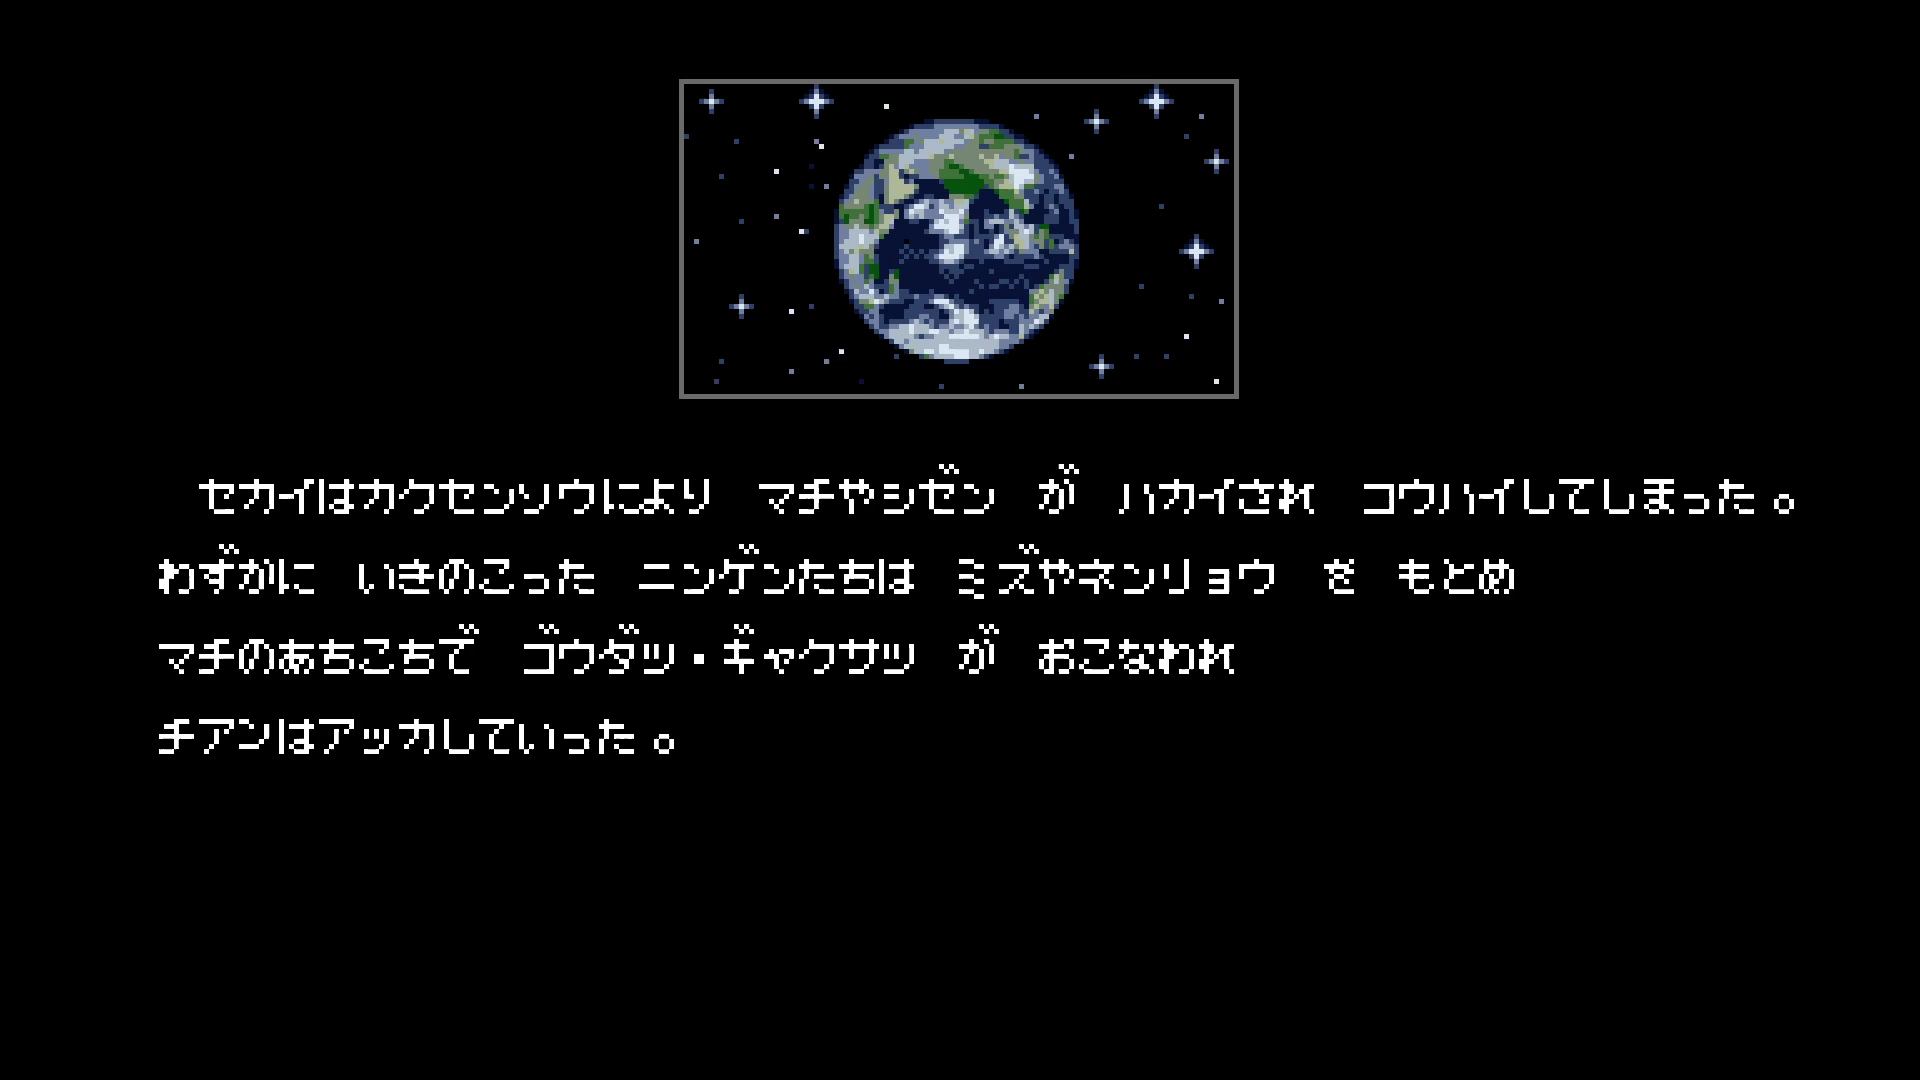 セカイはカクセンソウにより　マチやシゼン　が　ハカイされ　コウハイしてしまった。
わずかに　いきのこった　ニンゲンたちは　ミズやネンリョウ　を　もとめ
マチのあちこちで　ゴウダツ・ギャクサツ　が　おこなわれ
チアンはアッカしていった。